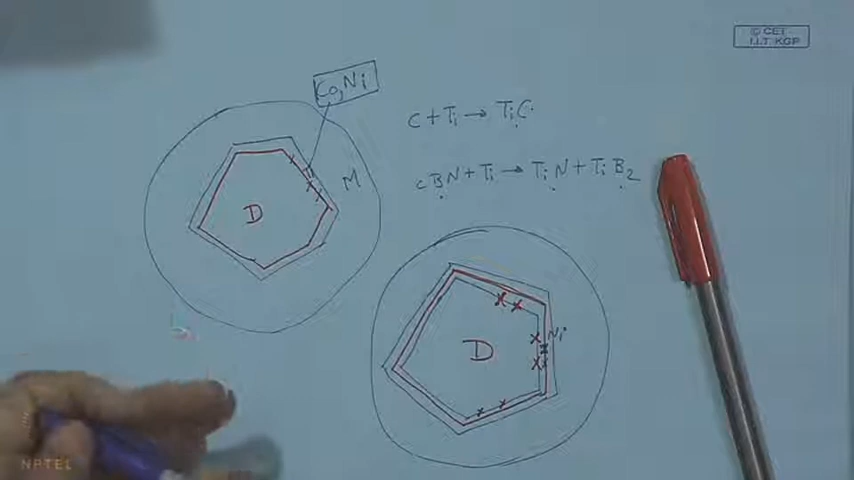 © CET
I.I.T. KGP
Co,Ni
C + Ti → TiC
M
cBN + Ti → TiN + TiB2
D
Ni
D
NPTEL